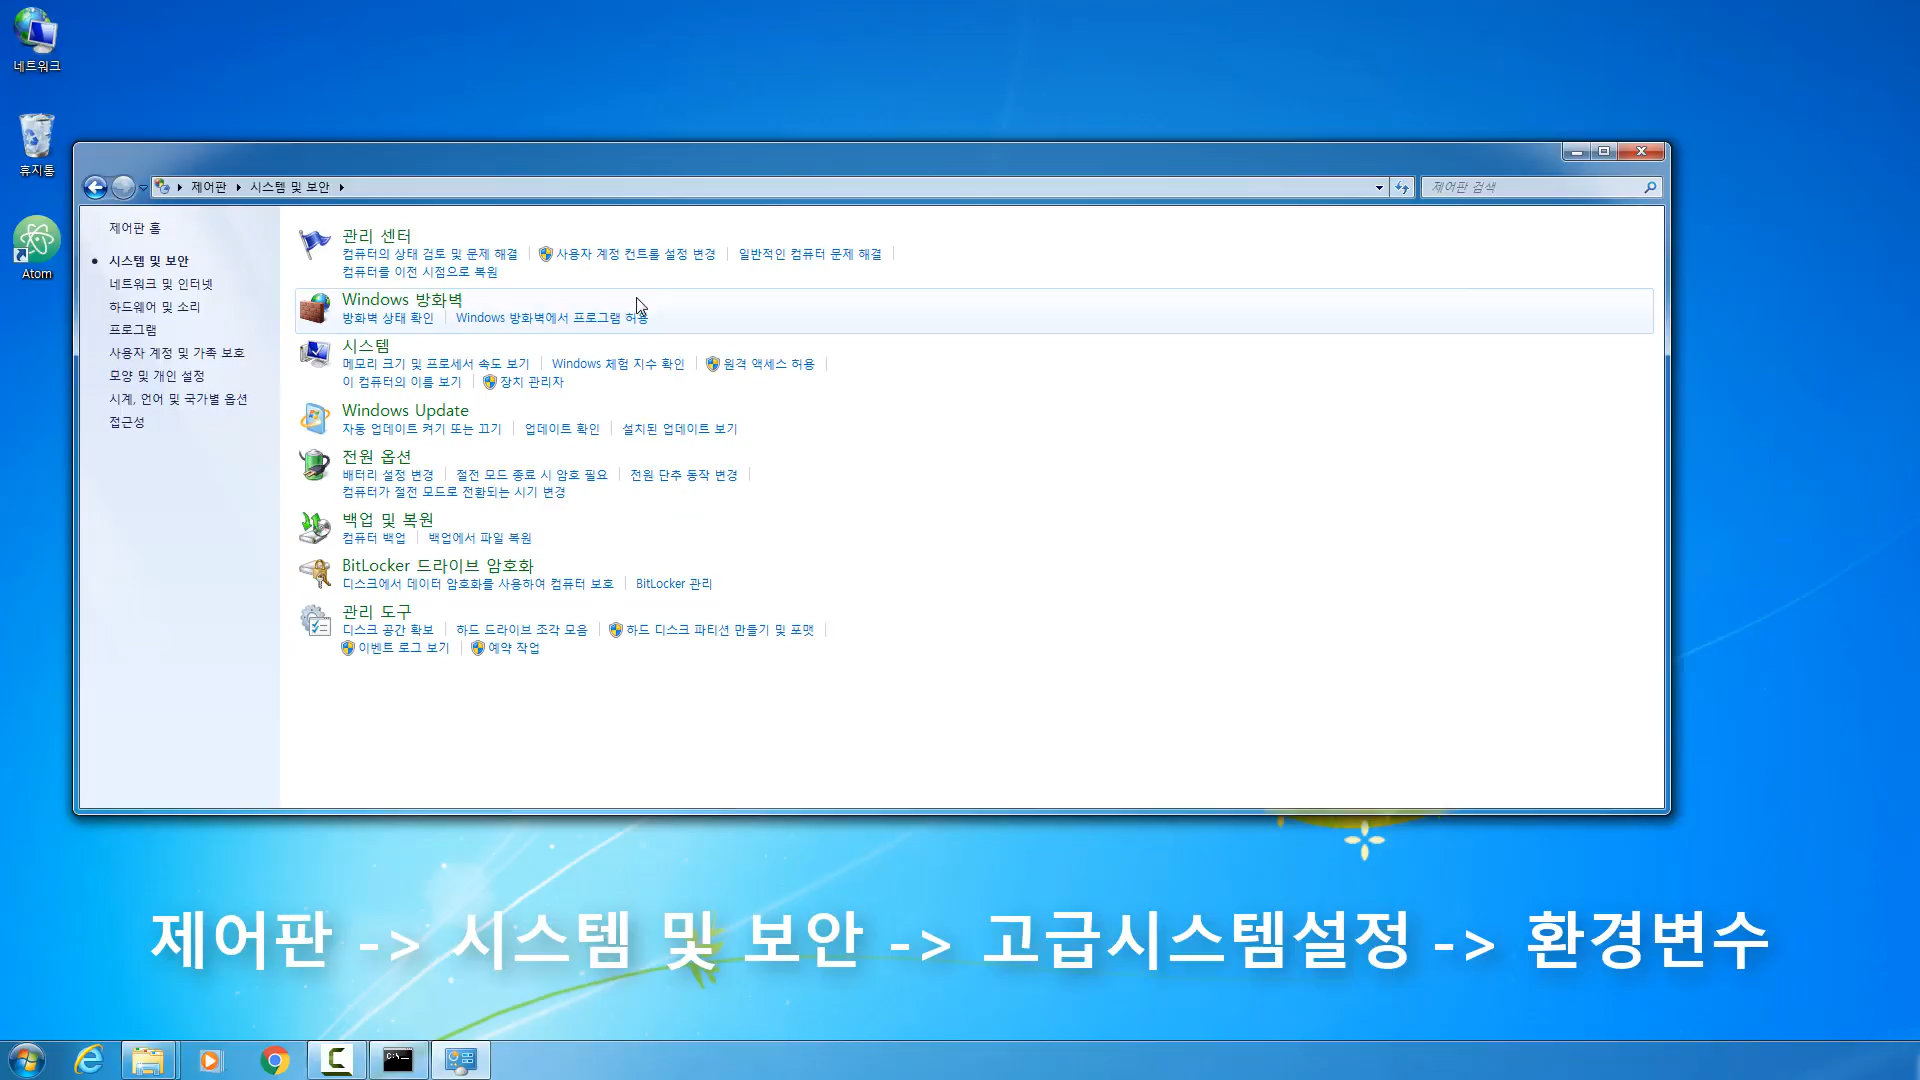 네트워크
휴지통
Atom
제어판 시스템 및 보안
제어판 검색
제어판 홈
시스템 및 보안
네트워크 및 인터넷
하드웨어 및 소리
프로그램
사용자 계정 및 가족 보호
모양 및 개인 설정
시계, 언어 및 국가별 옵션
접근성
관리 센터
컴퓨터의 상태 검토 및 문제 해결 사용자 계정 컨트롤 설정 변경 일반적인 컴퓨터 문제 해결
컴퓨터를 이전 시점으로 복원
Windows 방화벽
방화벽 상태 확인 Windows 방화벽에서 프로그램 허용
시스템
메모리 크기 및 프로세서 속도 보기 Windows 체험 지수 확인 원격 액세스 허용
이 컴퓨터의 이름 보기 장치 관리자
Windows Update
자동 업데이트 켜기 또는 끄기 업데이트 확인 설치된 업데이트 보기
전원 옵션
배터리 설정 변경 절전 모드 종료 시 암호 필요 전원 단추 동작 변경
컴퓨터가 절전 모드로 전환되는 시기 변경
백업 및 복원
컴퓨터 백업 백업에서 파일 복원
BitLocker 드라이브 암호화
디스크에서 데이터 암호화를 사용하여 컴퓨터 보호 BitLocker 관리
관리 도구
디스크 공간 확보 하드 드라이브 조각 모음 하드 디스크 파티션 만들기 및 포맷
이벤트 로그 보기 예약 작업
제어판 -> 시스템 및 보안 -> 고급시스템설정 -> 환경변수
C:\_